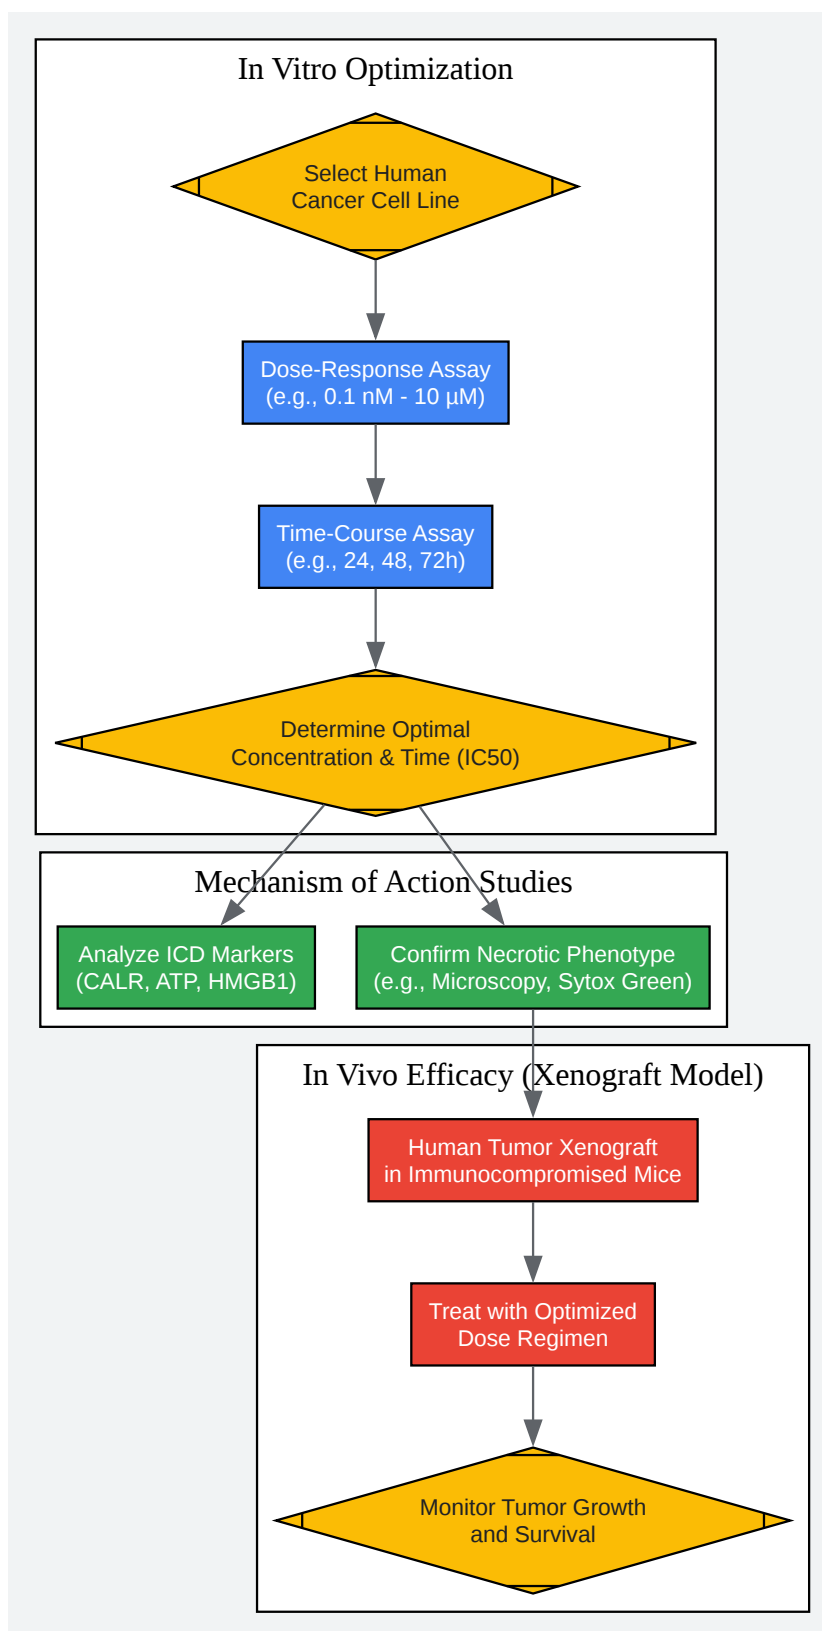 In Vitro Optimization
Select Human
Cancer Cell Line
Dose-Response Assay
(e.g., 0.1 nM - 10 µM)
Time-Course Assay
(e.g., 24, 48, 72h)
Determine Optimal
Concentration & Time (IC50)
Mechanism of Action Studies
Analyze ICD Markers
(CALR, ATP, HMGB1)
Confirm Necrotic Phenotype
(e.g., Microscopy, Sytox Green)
In Vivo Efficacy (Xenograft Model)
Human Tumor Xenograft
in Immunocompromised Mice
Treat with Optimized
Dose Regimen
Monitor Tumor Growth
and Survival